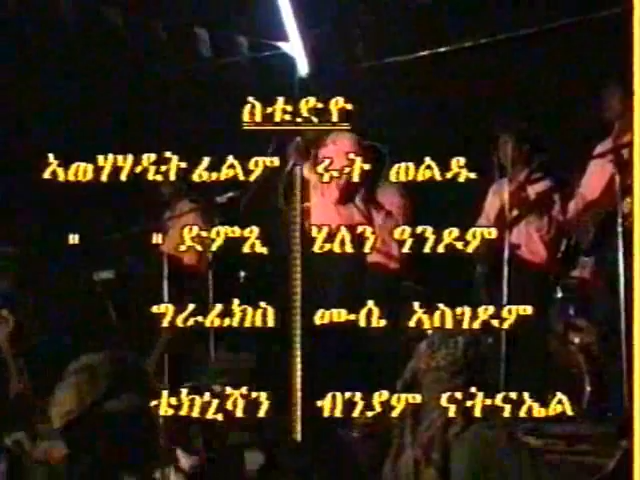 ስቱድዮ
ኣወሃሃዲት ፊልም ሩት ወልዱ
" " ድምጺ ሄለን ዓንዶም
ግራፊክስ ሙሴ ኣስገዶም
ቴክኒሻን ብንያም ናትናኤል